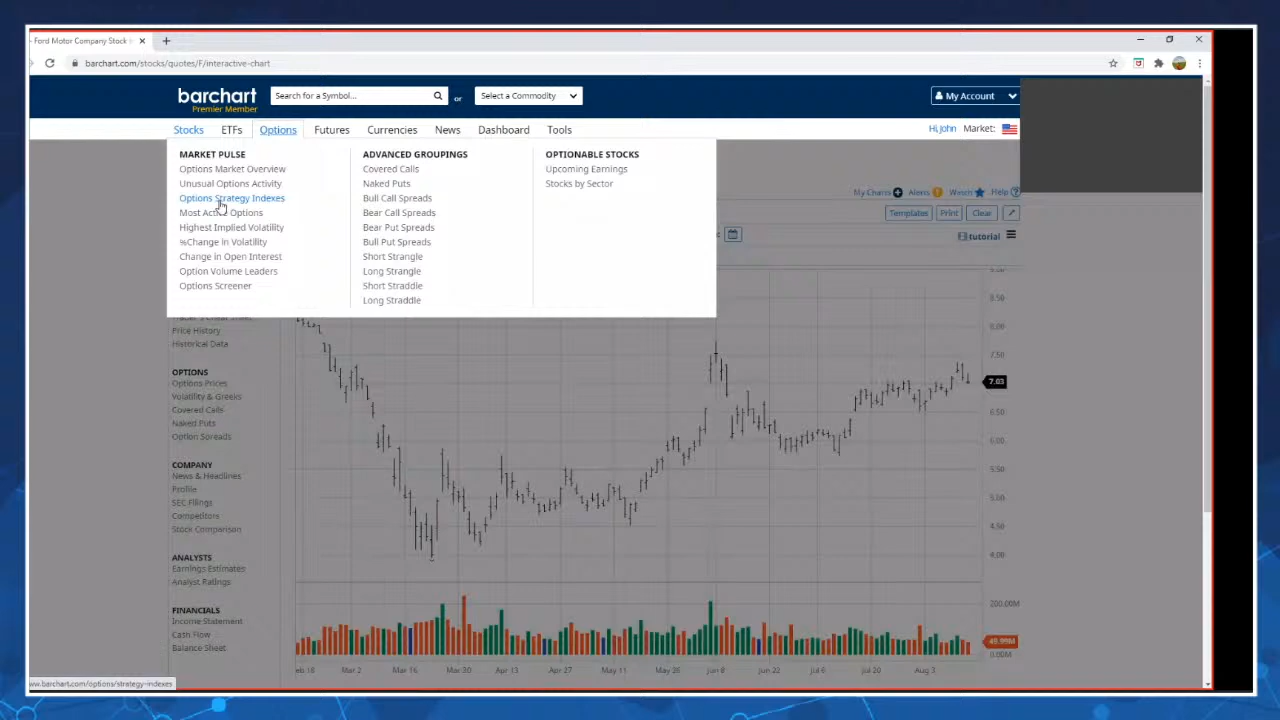 - Ford Motor Company Stock
barchart.com/stocks/quotes/F/interactive-chart
barchart
Premier Member
Search for a Symbol...
or
Select a Commodity
My Account
Stocks
ETFs
Options
Futures
Currencies
News
Dashboard
Tools
Hi John
Market:
MARKET PULSE
Options Market Overview
Unusual Options Activity
Options Strategy Indexes
Most Active Options
Highest Implied Volatility
%Change in Volatility
Change in Open Interest
Option Volume Leaders
Options Screener
ADVANCED GROUPINGS
Covered Calls
Naked Puts
Bull Call Spreads
Bear Call Spreads
Bear Put Spreads
Bull Put Spreads
Short Strangle
Long Strangle
Short Straddle
Long Straddle
OPTIONABLE STOCKS
Upcoming Earnings
Stocks by Sector
My Charts
Alerts
Watch
Help
Templates
Print
Clear
tutorial
Price History
Historical Data
OPTIONS
Options Prices
Volatility & Greeks
Covered Calls
Naked Puts
Option Spreads
COMPANY
News & Headlines
Profile
SEC Filings
Competitors
Stock Comparison
ANALYSTS
Earnings Estimates
Analyst Ratings
FINANCIALS
Income Statement
Cash Flow
Balance Sheet
8.50
8.00
7.50
7.03
6.50
6.00
5.50
5.00
4.50
4.00
200.00M
49.99M
0.00M
eb 18
Mar 2
Mar 16
Mar 30
Apr 13
Apr 27
May 11
May 26
Jun 8
Jun 22
Jul 6
Jul 20
Aug 3
ww.barchart.com/options/strategy-indexes